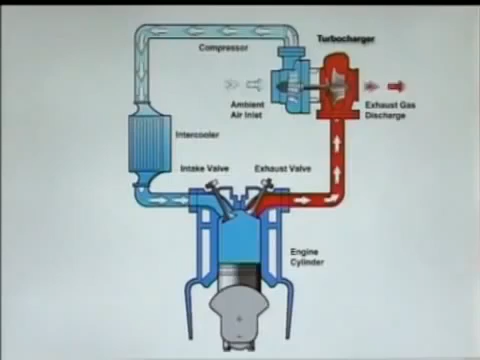 Turbocharger
Compressor
Ambient
Air Inlet
Exhaust Gas
Discharge
Intercooler
Intake Valve
Exhaust Valve
Engine
Cylinder